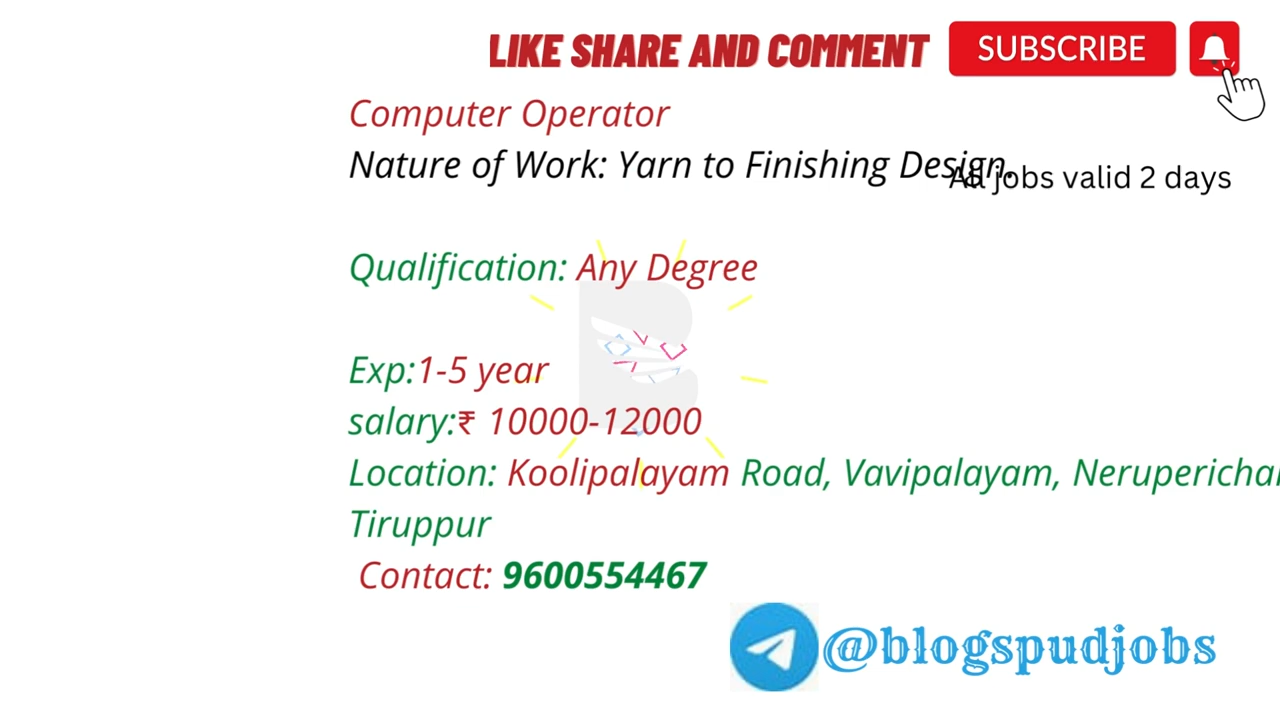 LIKE SHARE AND COMMENT SUBSCRIBE
Computer Operator
Nature of Work: Yarn to Finishing Design.
All jobs valid 2 days
Qualification: Any Degree
Exp:1-5 year
salary:₹ 10000-12000
Location: Koolipalayam Road, Vavipalayam,
Tiruppur
Contact: 9600554467
@blogspudjobs